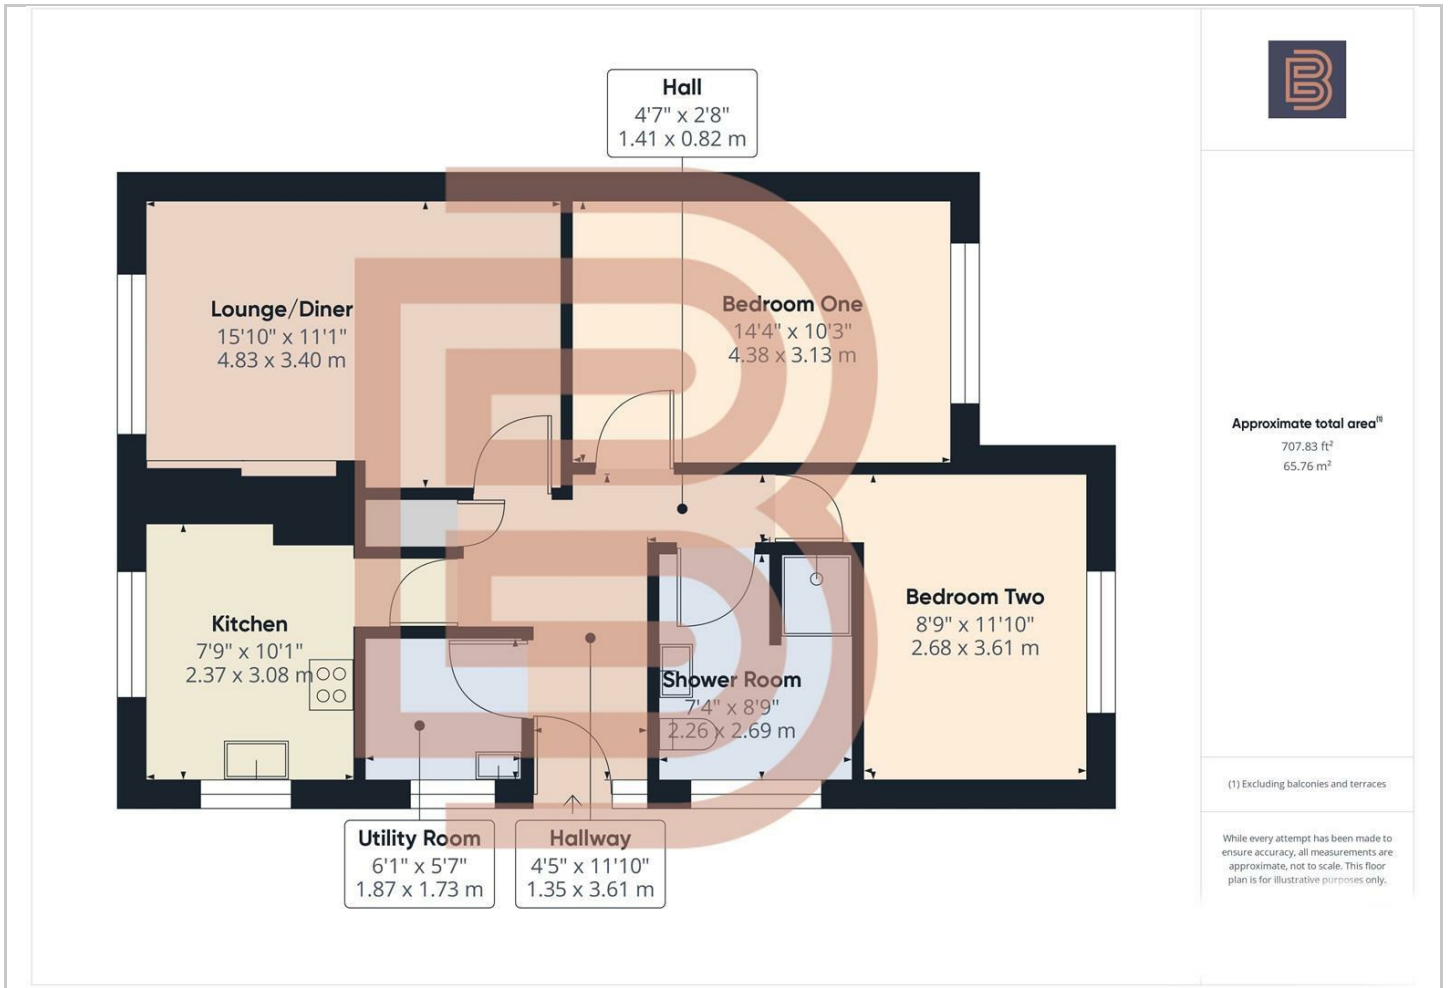 Hall
4'7" x 2'8"
1.41 x 0.82 m
Lounge/Diner
15'10" x 11'1"
4.83 x 3.40 m
Bedroom One
14'4" x 10'3"
4.38 x 3.13 m
Kitchen
7'9" x 10'1"
2.37 x 3.08 m
Shower Room
7'4" x 8'9"
2.26 x 2.69 m
Bedroom Two
8'9" x 11'10"
2.68 x 3.61 m
Utility Room
6'1" x 5'7"
1.87 x 1.73 m
Hallway
4'5" x 11'10"
1.35 x 3.61 m
B
Approximate total area(1)
707.83 ft²
65.76 m²
(1) Excluding balconies and terraces
While every attempt has been made to
ensure accuracy, all measurements are
approximate, not to scale. This floor
plan is for illustrative purposes only.